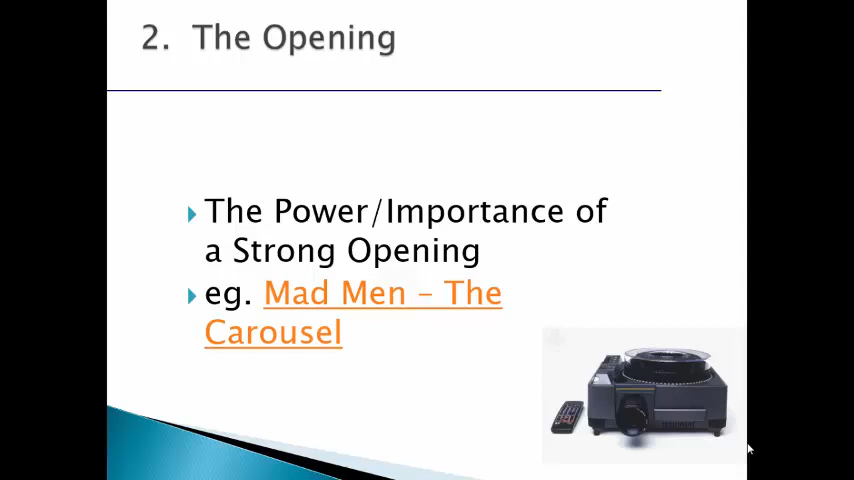 2. The Opening
The Power/Importance of
a Strong Opening
eg. Mad Men – The
Carousel